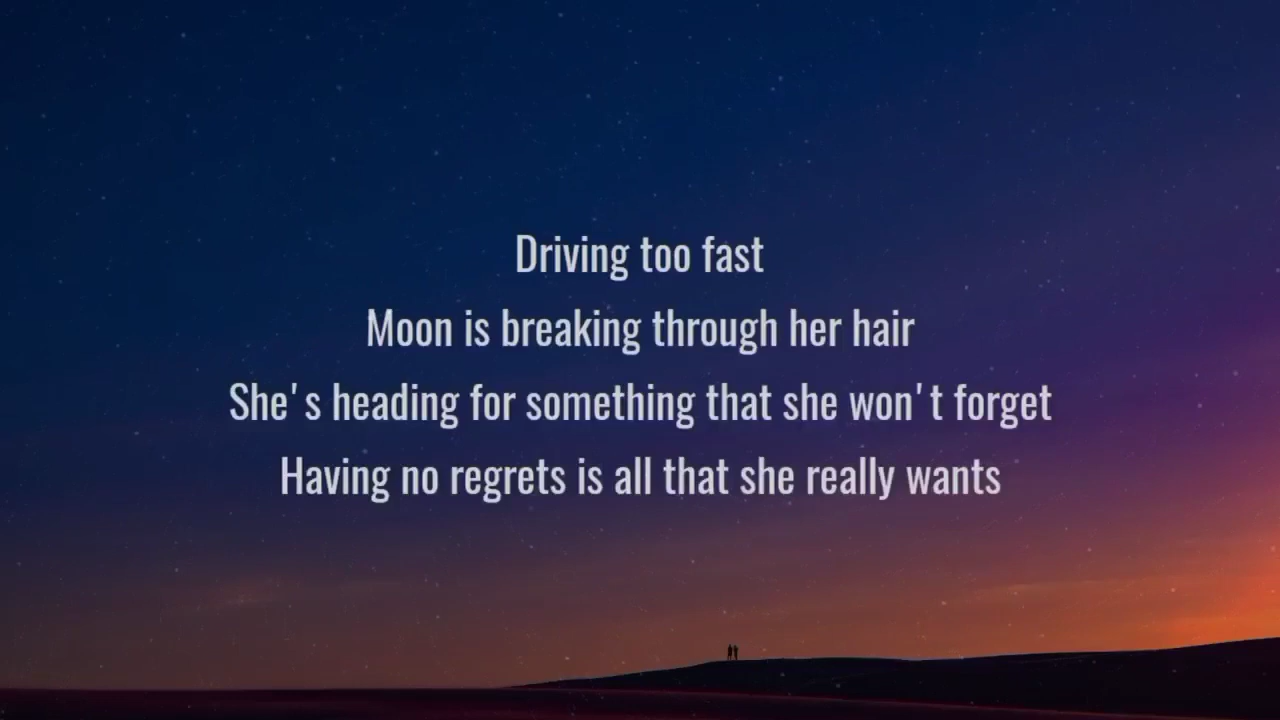 Driving too fast
Moon is breaking through her hair
She's heading for something that she won't forget
Having no regrets is all that she really wants